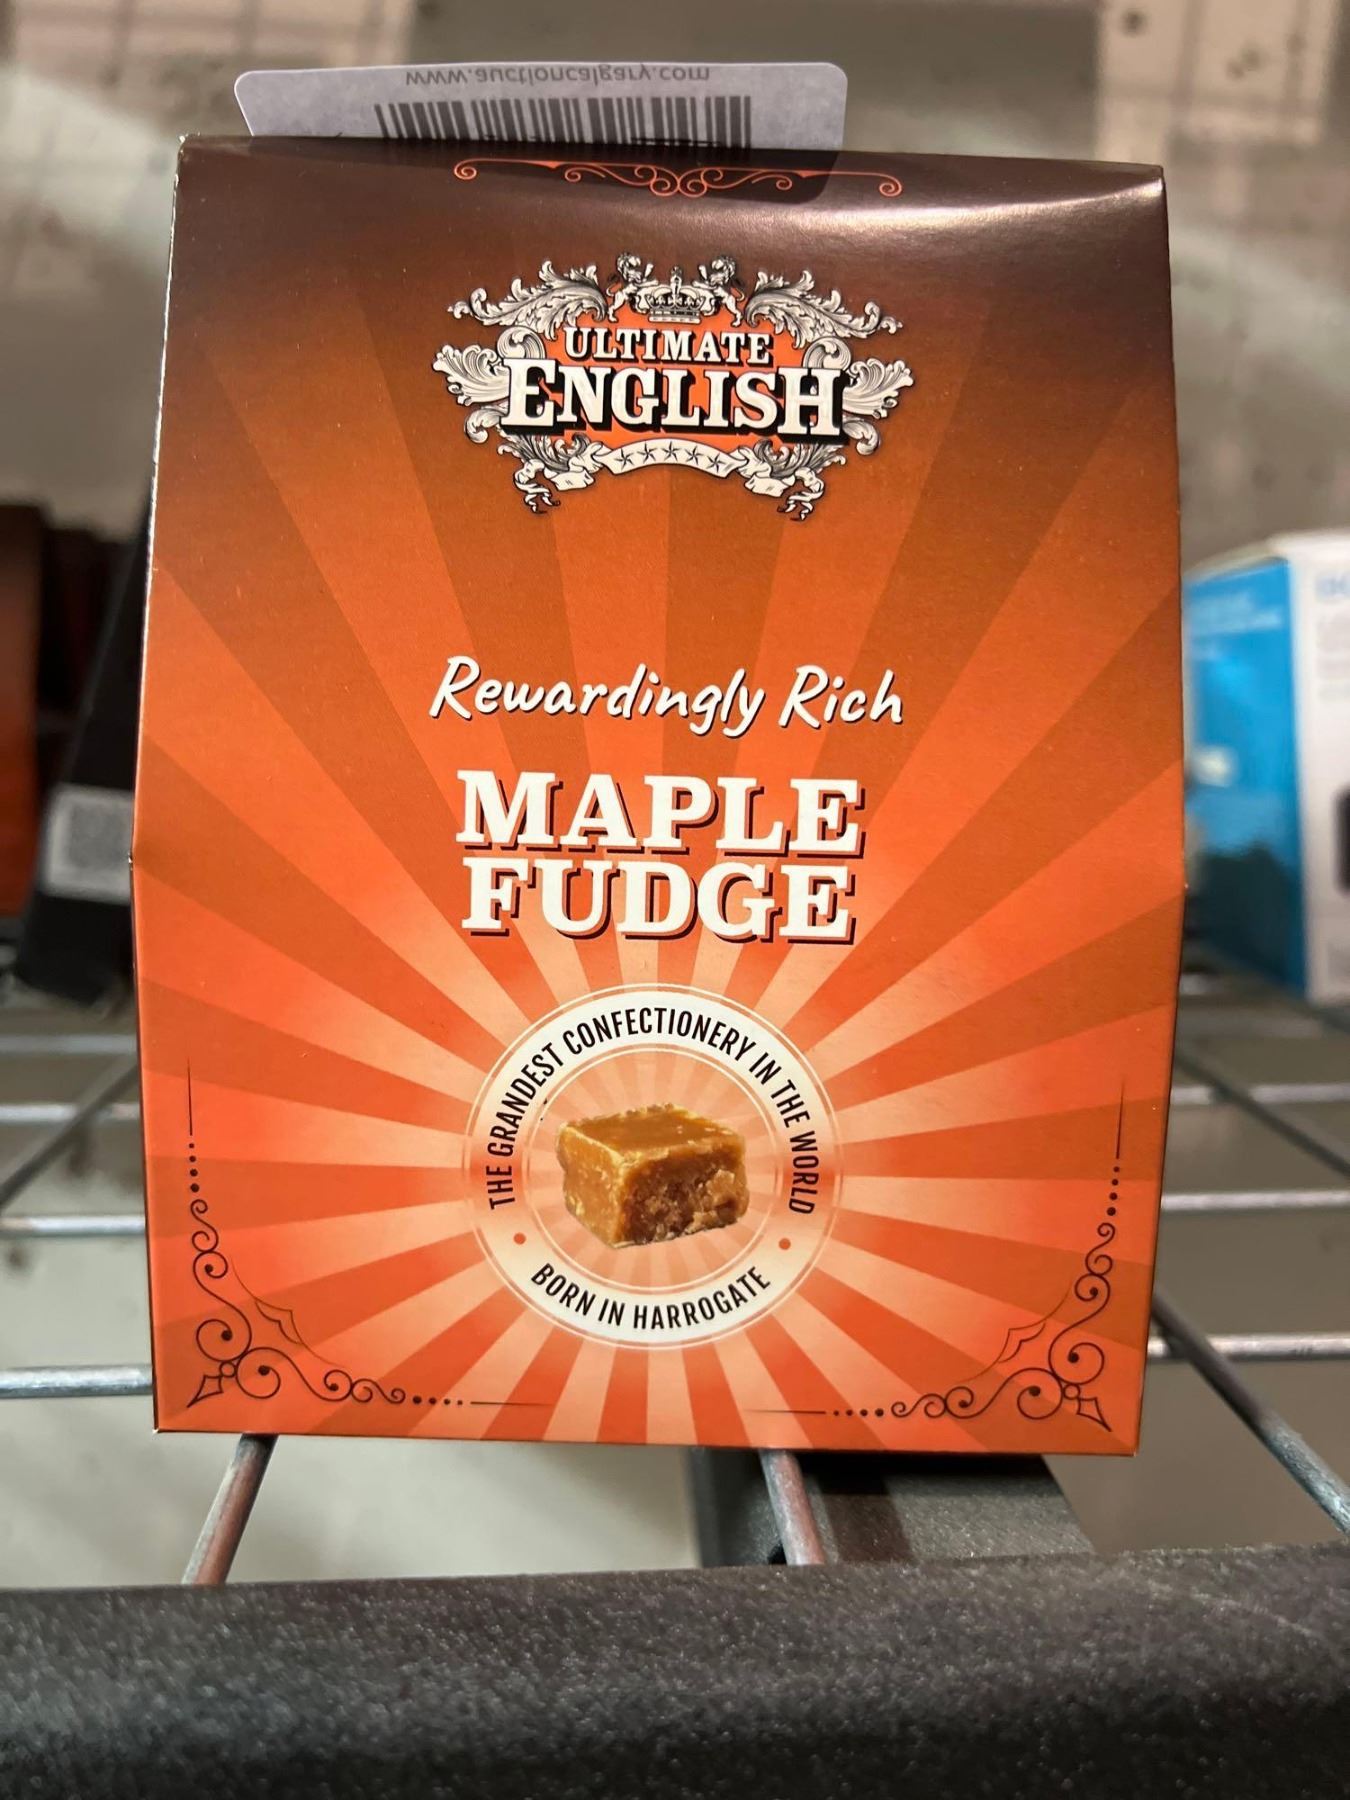 www.auctioncalgary.com
ULTIMATE
ENGLISH
Rewardingly Rich
MAPLE
FUDGE
THE GRANDEST CONFECTIONERY IN THE WORLD
BORN IN HARROGATE